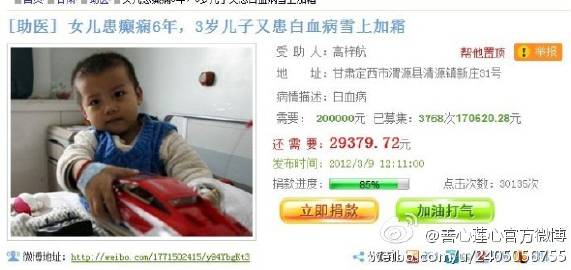 [助医] 女儿患癫痫6年，3岁儿子又患白血病雪上加霜
受 助 人：高梓航
帮他置顶
举报
地　址：甘肃定西市渭源县清源镇新庄31号
病情描述：白血病
需要：200000元 已募集：3768次170620.28元
还 需 要：29379.72元
发布时间：2012/3/9 12:11:00
捐款进度：85% 点击次数：30135次
立即捐款
加油打气
@善心莲心官方微博
微博地址：http://weibo.com/1771502415/y94YbgKt3
weibo.com/u/2405058755